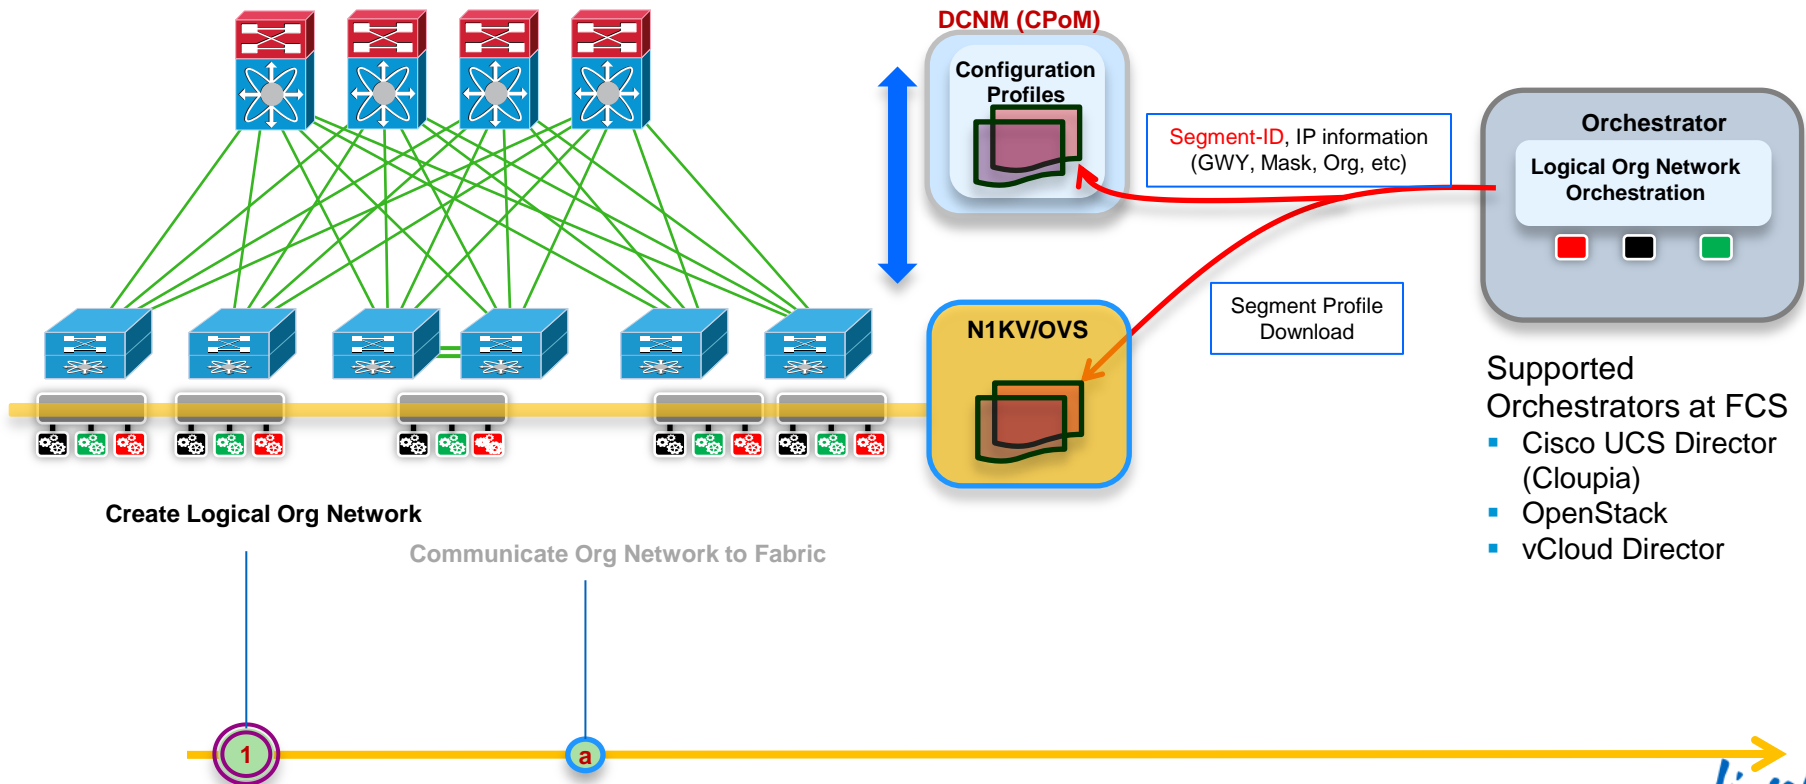 DCNM (CPoM)
Configuration
Profiles
Segment-ID, IP information
(GWY, Mask, Org, etc)
Orchestrator
Logical Org Network
Orchestration
N1KV/OVS
Segment Profile
Download
Supported
Orchestrators at FCS
▪ Cisco UCS Director
(Cloupia)
▪ OpenStack
▪ vCloud Director
Create Logical Org Network
Communicate Org Network to Fabric
1
a